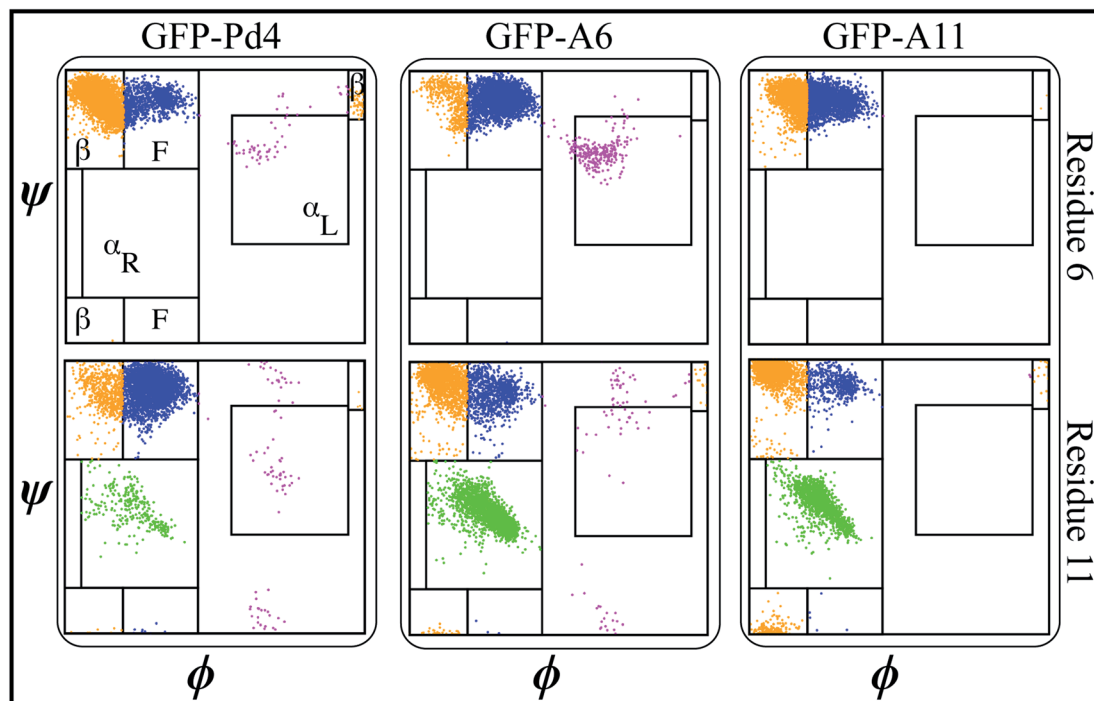 GFP-Pd4 GFP-A6 GFP-A11
β
β F
ψ
α_L
α_R
β F
Residue 6
ψ
Residue 11
ϕ ϕ ϕ